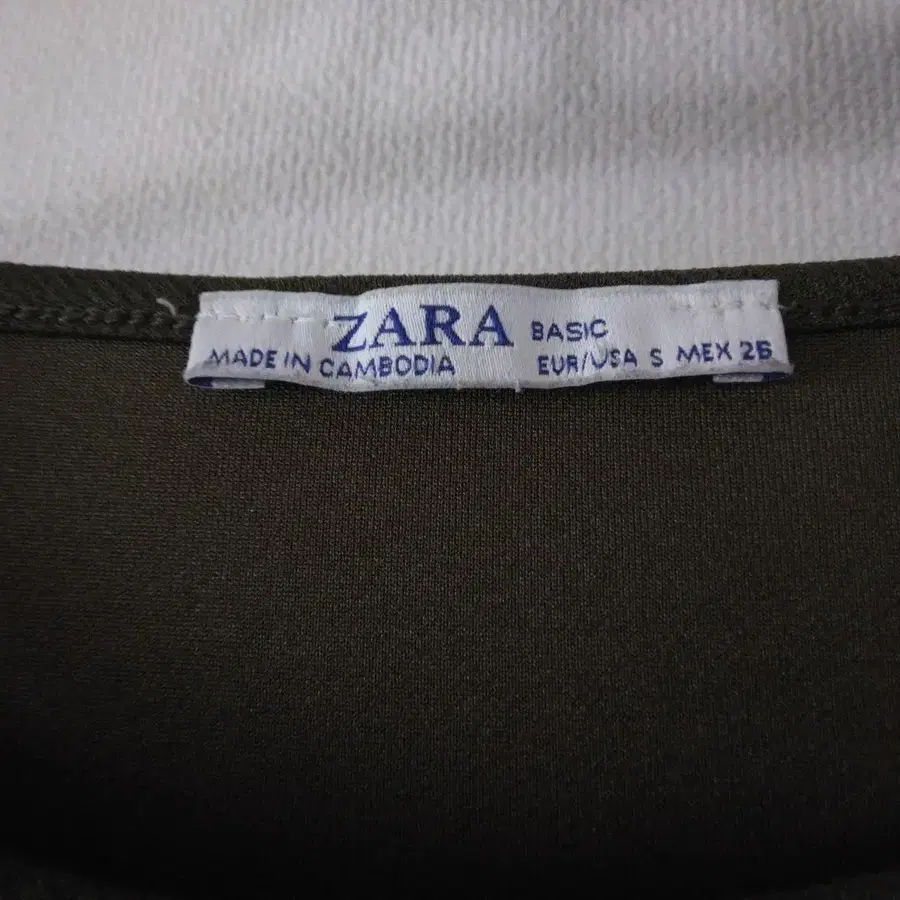 ZARA BASIC
MADE IN CAMBODIA EUR/USA S MEX 26